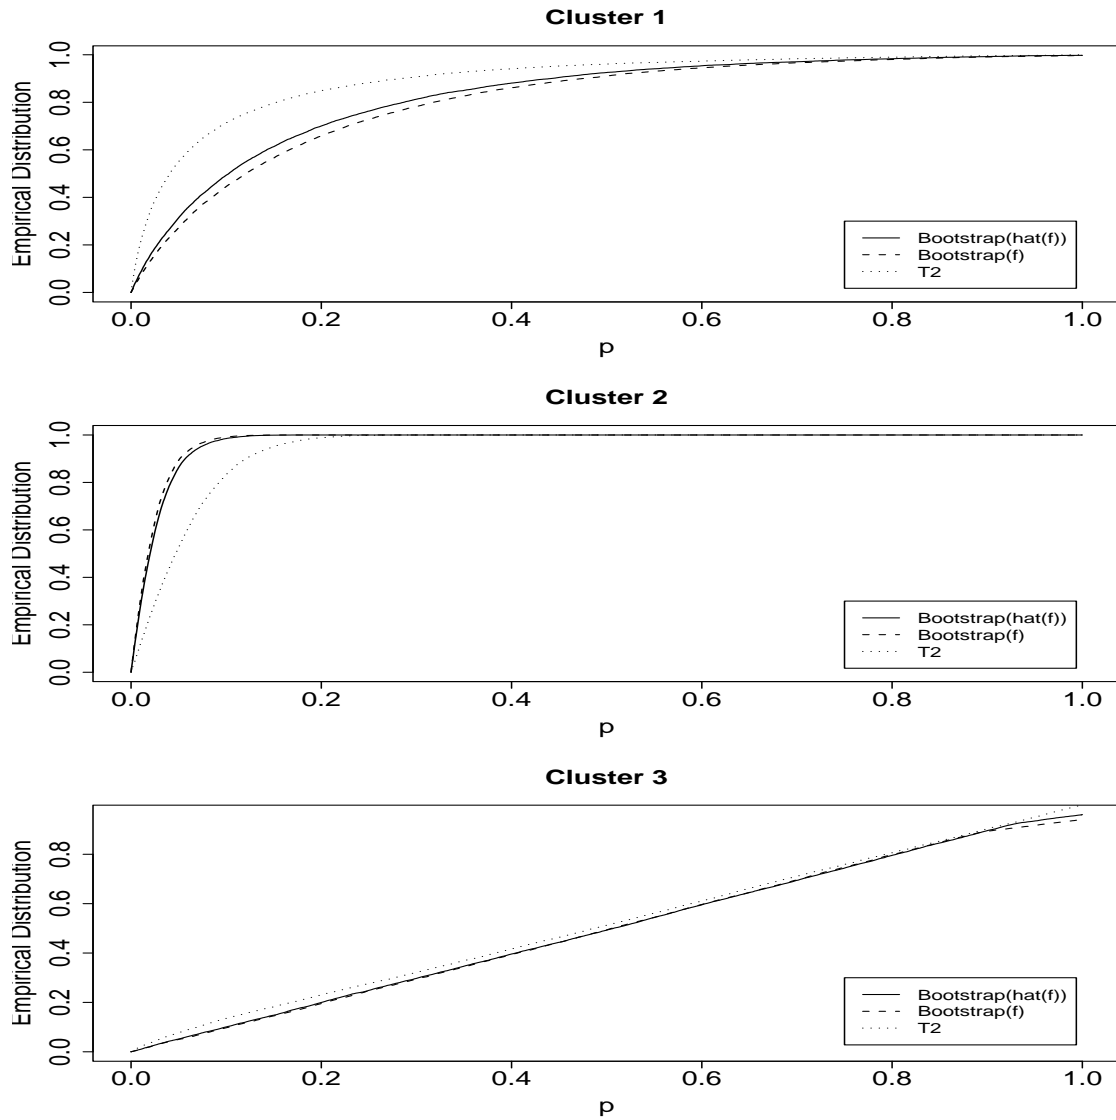 Cluster 1
Empirical Distribution
1.0
0.8
0.6
0.4
0.2
0.0
Bootstrap(hat(f))
Bootstrap(f)
T2
0.0 0.2 0.4 0.6 0.8 1.0
p
Cluster 2
Empirical Distribution
1.0
0.8
0.6
0.4
0.2
0.0
Bootstrap(hat(f))
Bootstrap(f)
T2
0.0 0.2 0.4 0.6 0.8 1.0
p
Cluster 3
Empirical Distribution
0.8
0.6
0.4
0.2
0.0
Bootstrap(hat(f))
Bootstrap(f)
T2
0.0 0.2 0.4 0.6 0.8 1.0
p